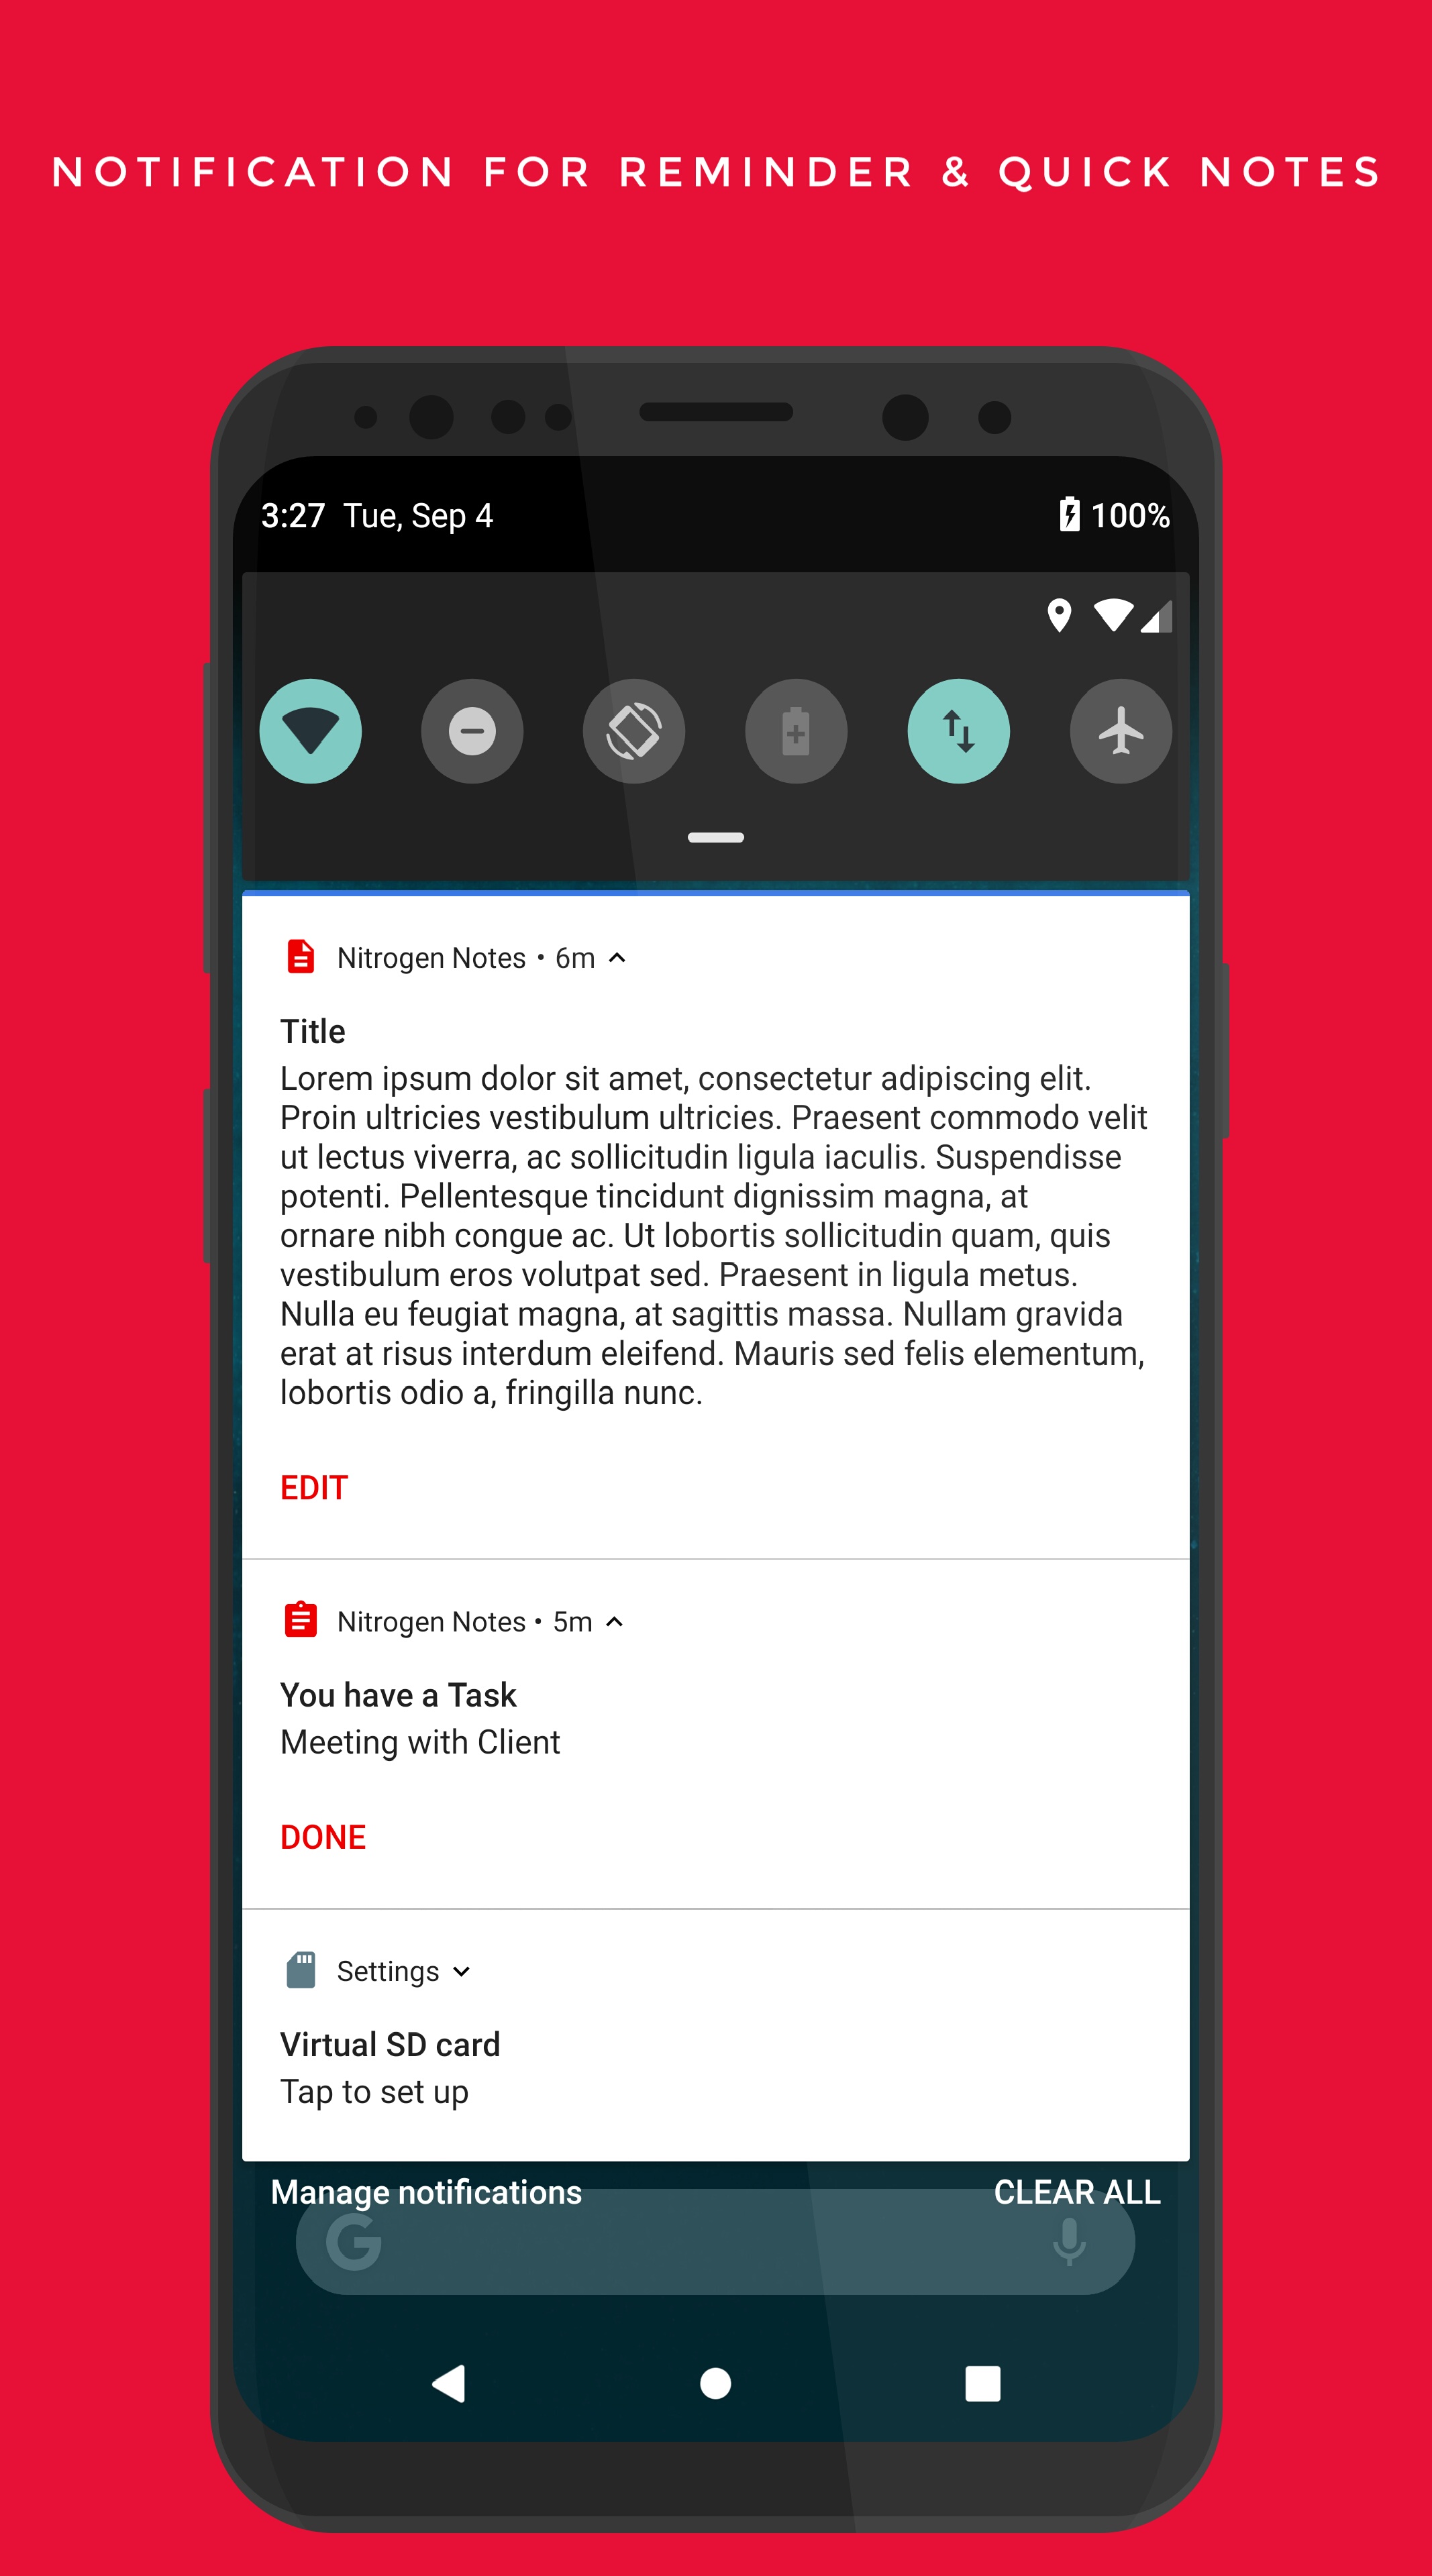 NOTIFICATION FOR REMINDER & QUICK NOTES
3:27 Tue, Sep 4 100%
Nitrogen Notes • 6m
Title
Lorem ipsum dolor sit amet, consectetur adipiscing elit.
Proin ultricies vestibulum ultricies. Praesent commodo velit
ut lectus viverra, ac sollicitudin ligula iaculis. Suspendisse
potenti. Pellentesque tincidunt dignissim magna, at
ornare nibh congue ac. Ut lobortis sollicitudin quam, quis
vestibulum eros volutpat sed. Praesent in ligula metus.
Nulla eu feugiat magna, at sagittis massa. Nullam gravida
erat at risus interdum eleifend. Mauris sed felis elementum,
lobortis odio a, fringilla nunc.
EDIT
Nitrogen Notes • 5m
You have a Task
Meeting with Client
DONE
Settings
Virtual SD card
Tap to set up
Manage notifications CLEAR ALL
G